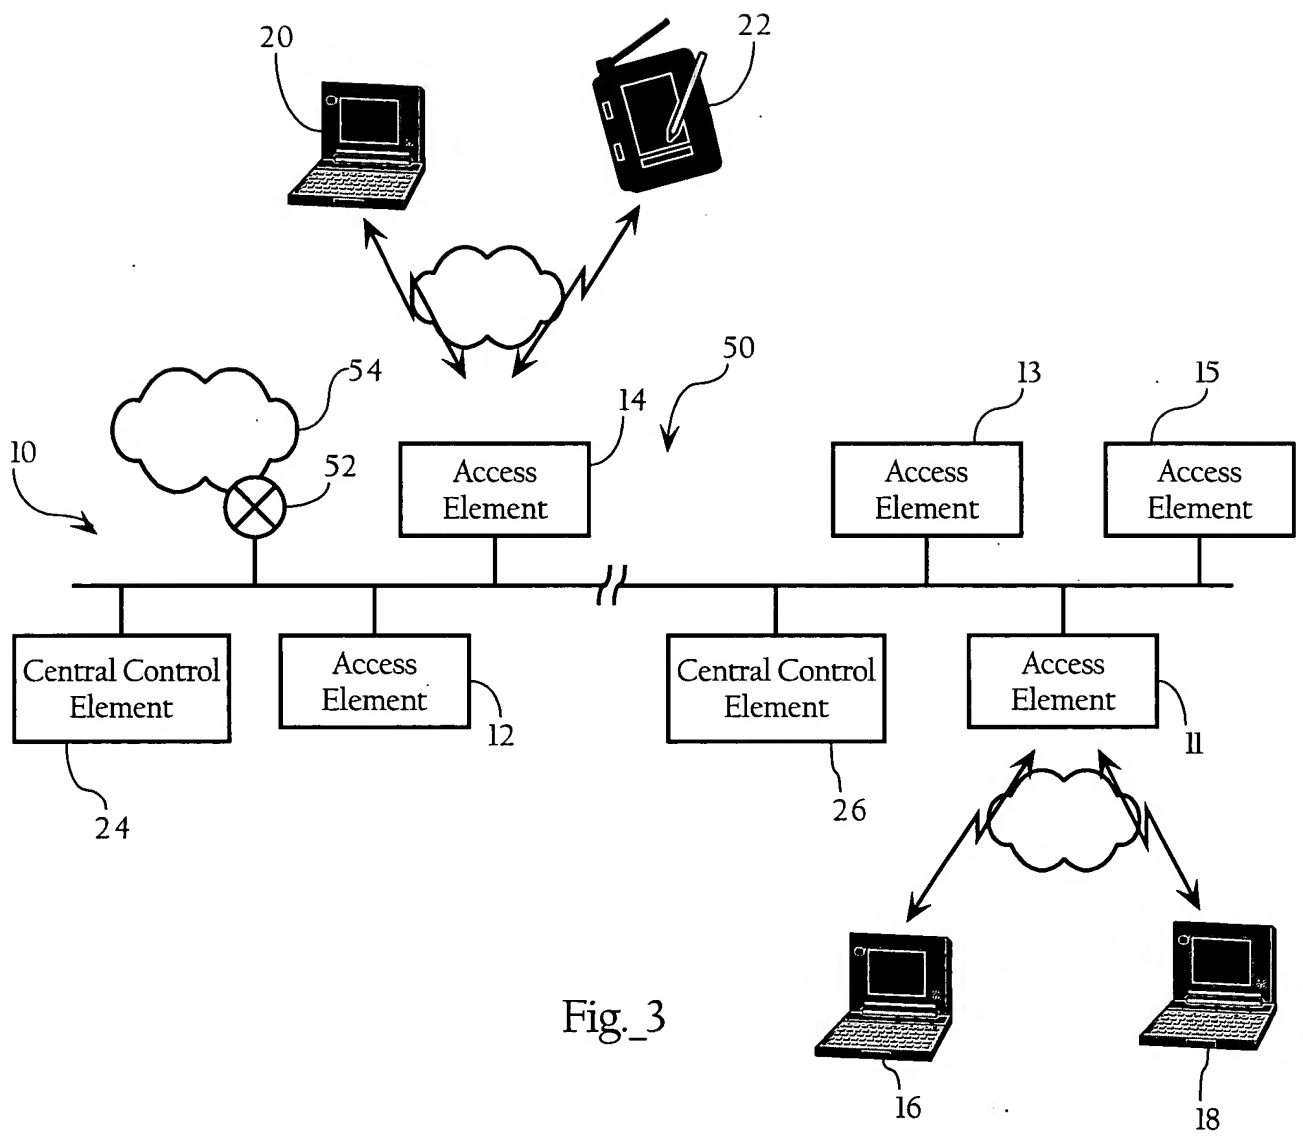 20
22
54
50
14
13
15
10
52
Access
Element
Access
Element
Access
Element
Central Control
Element
Access
Element
Central Control
Element
Access
Element
12
11
24
26
Fig._3
16
18